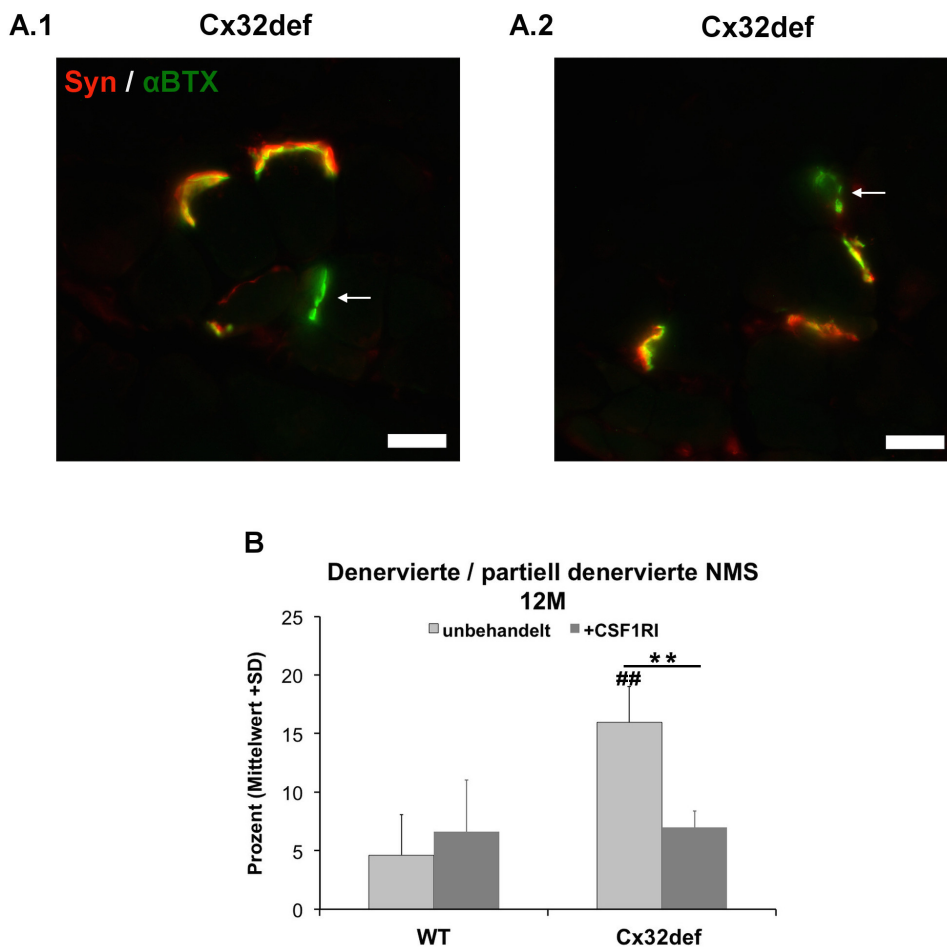 A.1
Cx32def
A.2
Cx32def
Syn / αBTX
B
Denervierte / partiell denervierte NMS
12M
unbehandelt
+CSF1RI
Prozent (Mittelwert +SD)
25
20
15
10
5
0
##
**
WT
Cx32def